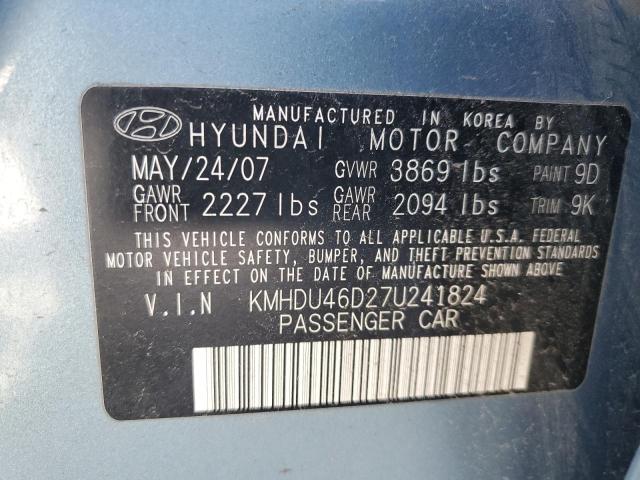 MANUFACTURED IN KOREA BY
HYUNDAI MOTOR COMPANY
MAY/24/07 GVWR 3869 lbs PAINT 9D
GAWR FRONT 2227 lbs GAWR REAR 2094 lbs TRIM 9K
THIS VEHICLE CONFORMS TO ALL APPLICABLE U.S.A. FEDERAL
MOTOR VEHICLE SAFETY, BUMPER, AND THEFT PREVENTION STANDARDS
IN EFFECT ON THE DATE OF MANUFACTURE SHOWN ABOVE.
V.I.N KMHDU46D27U241824
PASSENGER CAR